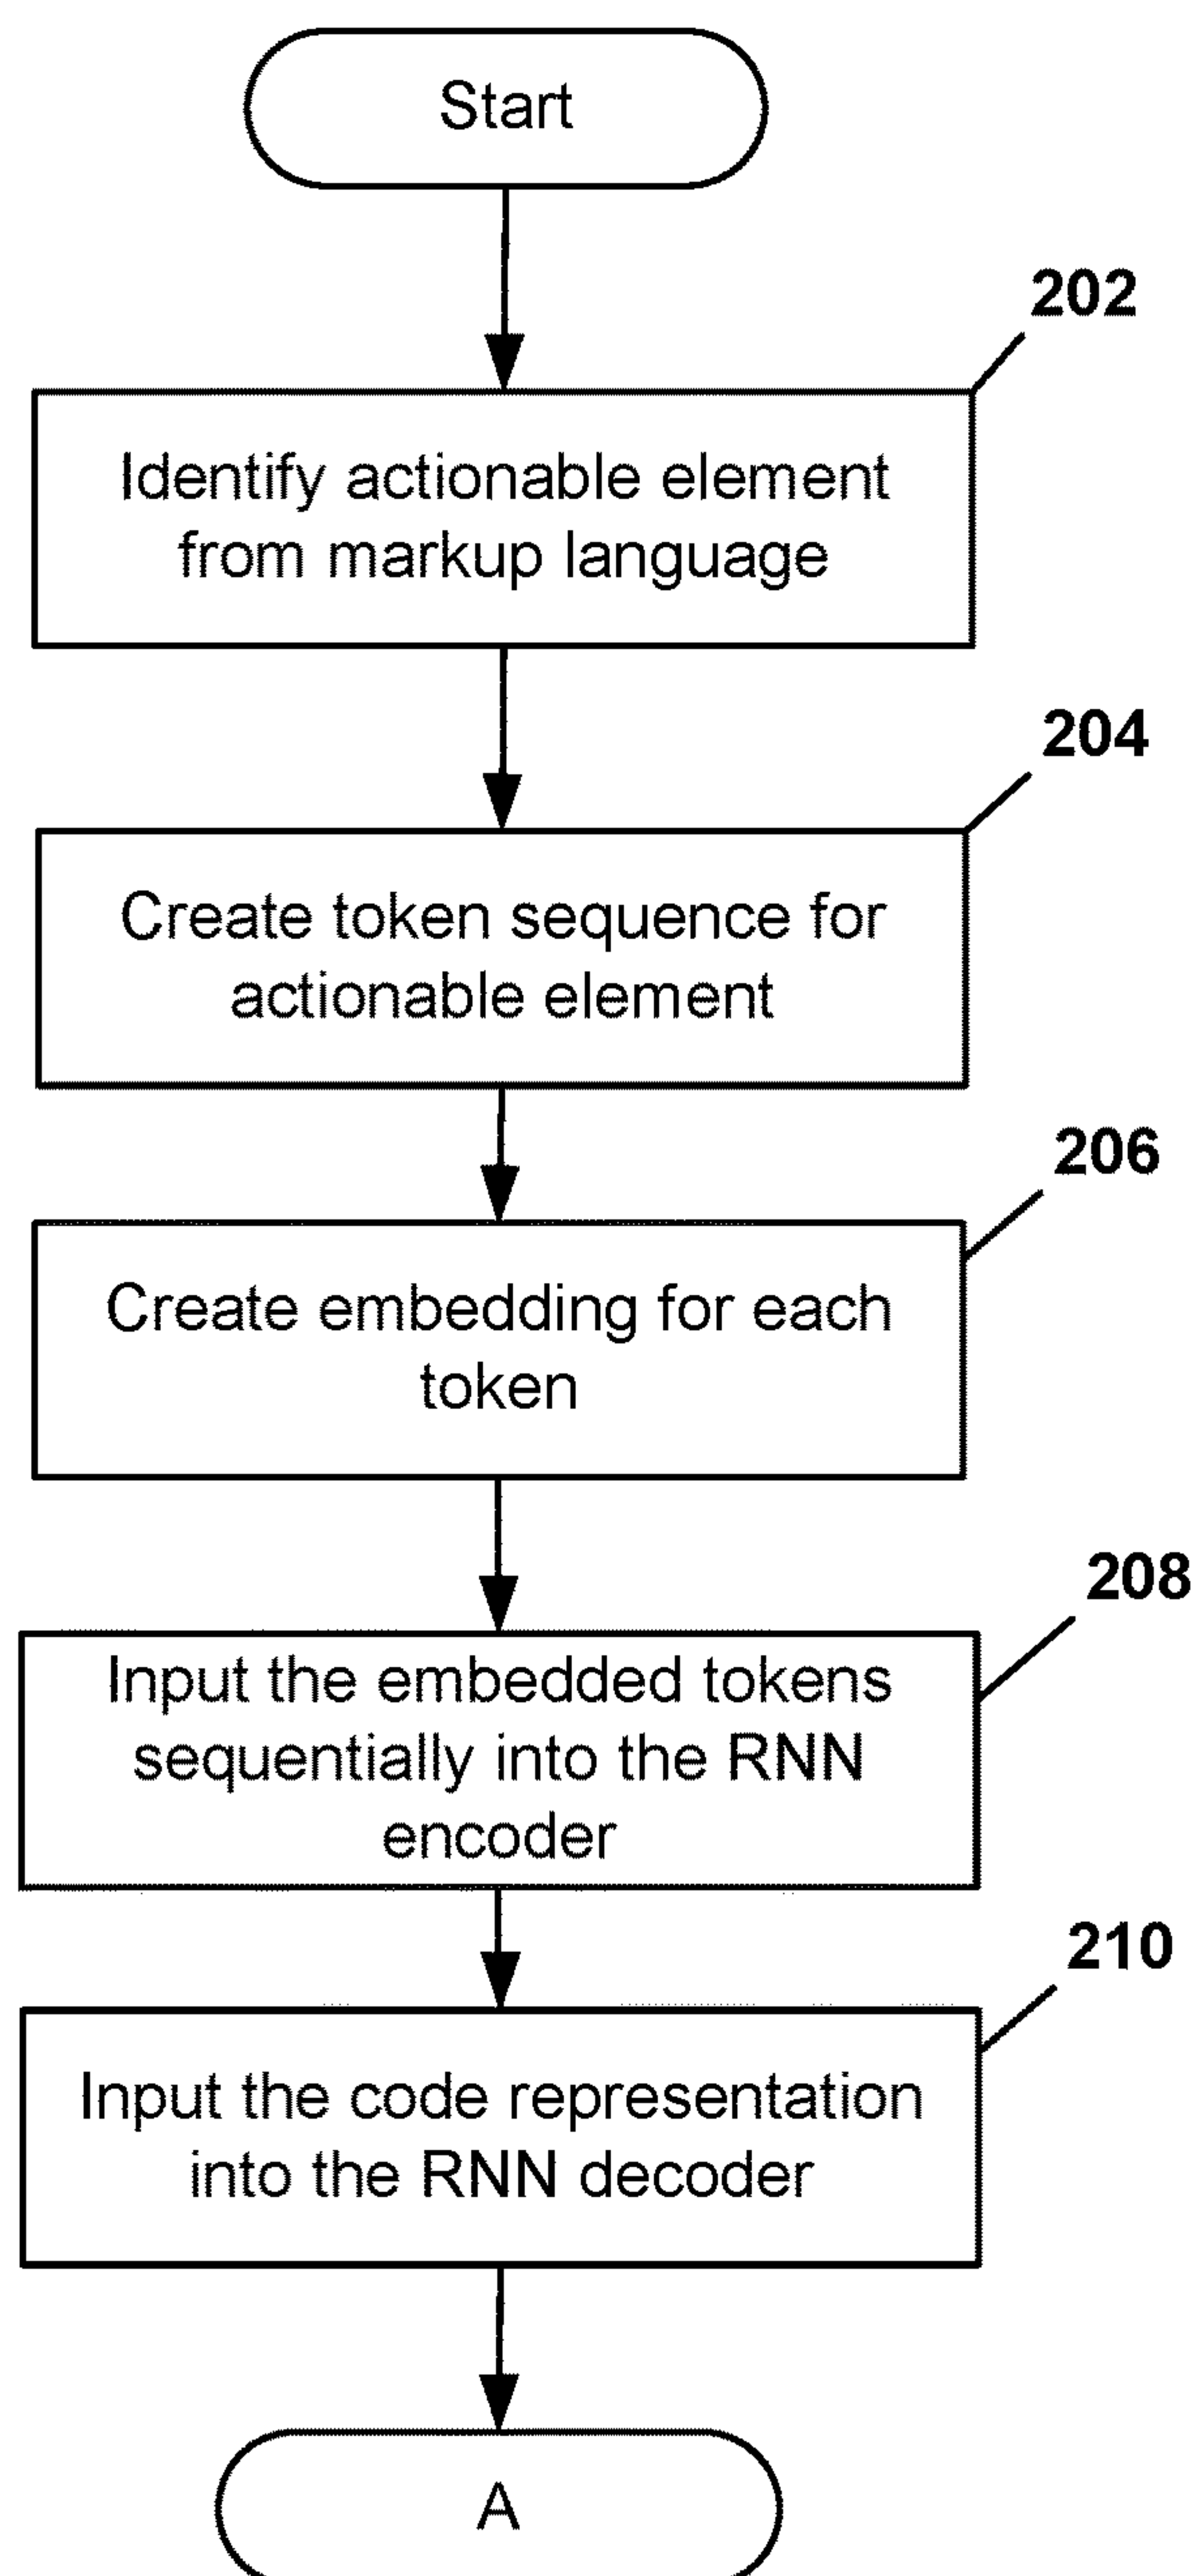 Start
202
Identify actionable element
from markup language
204
Create token sequence for
actionable element
206
Create embedding for each
token
208
Input the embedded tokens
sequentially into the RNN
encoder
210
Input the code representation
into the RNN decoder
A